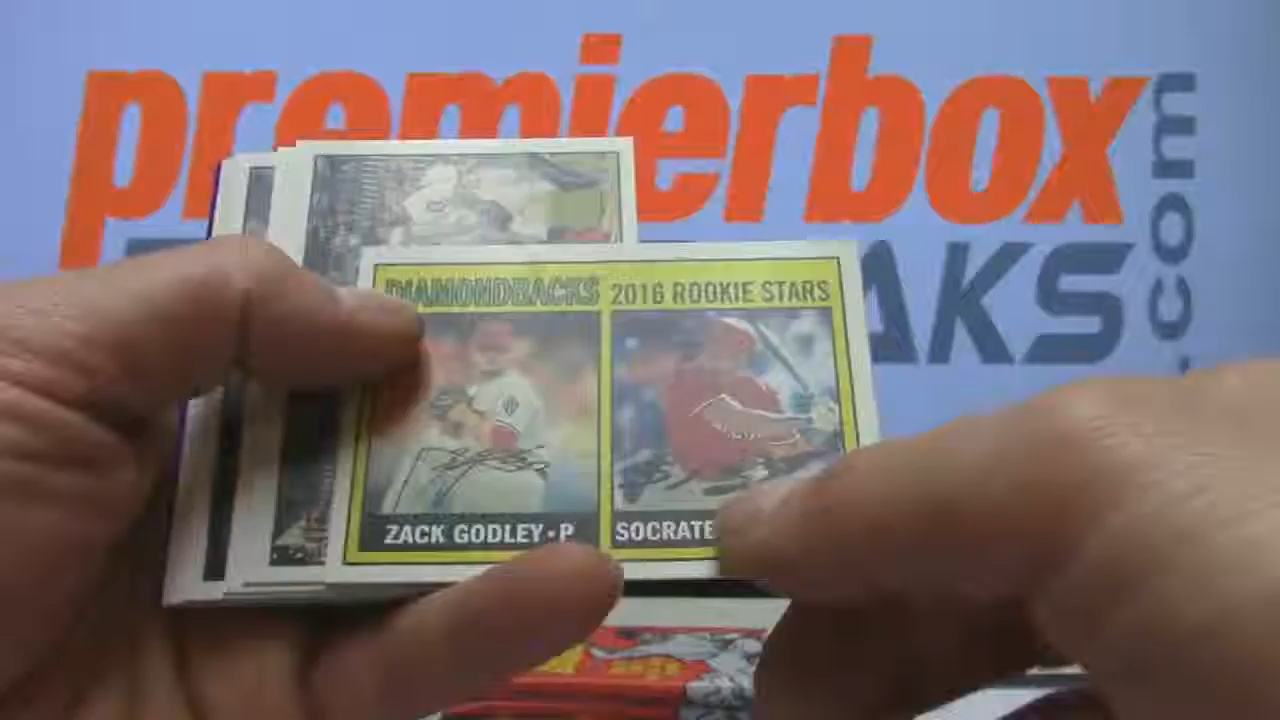 premierbox
AKS
.com
DIAMONDBACKS 2016 ROOKIE STARS
ZACK GODLEY • P
SOCRATE